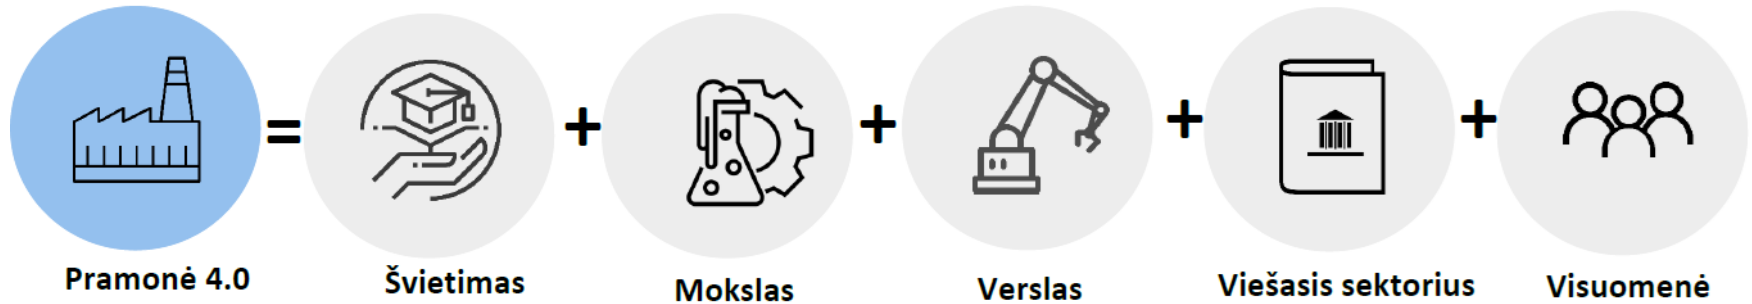 Pramonė 4.0 = Švietimas + Mokslas + Verslas + Viešasis sektorius + Visuomenė